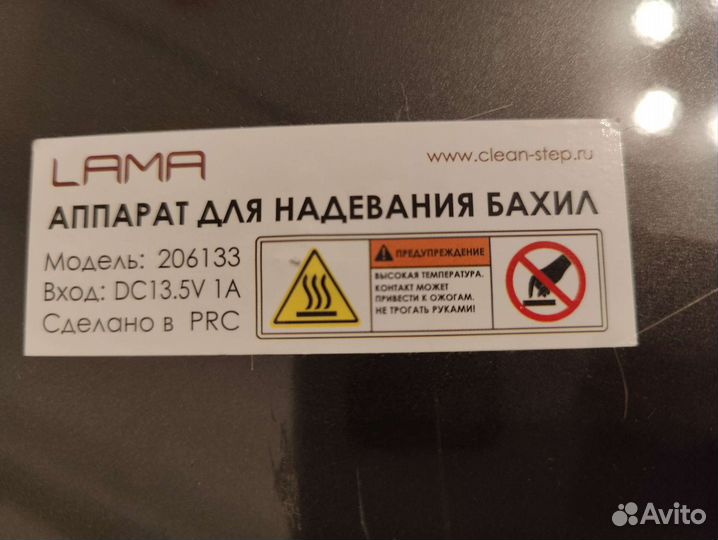 LAMA
www.clean-step.ru
АППАРАТ ДЛЯ НАДЕВАНИЯ БАХИЛ
Модель: 206133
Вход: DC13.5V 1A
Сделано в PRC
ПРЕДУПРЕЖДЕНИЕ
ВЫСОКАЯ ТЕМПЕРАТУРА.
КОНТАКТ МОЖЕТ
ПРИВЕСТИ К ОЖОГАМ.
НЕ ТРОГАТЬ РУКАМИ!
Avito